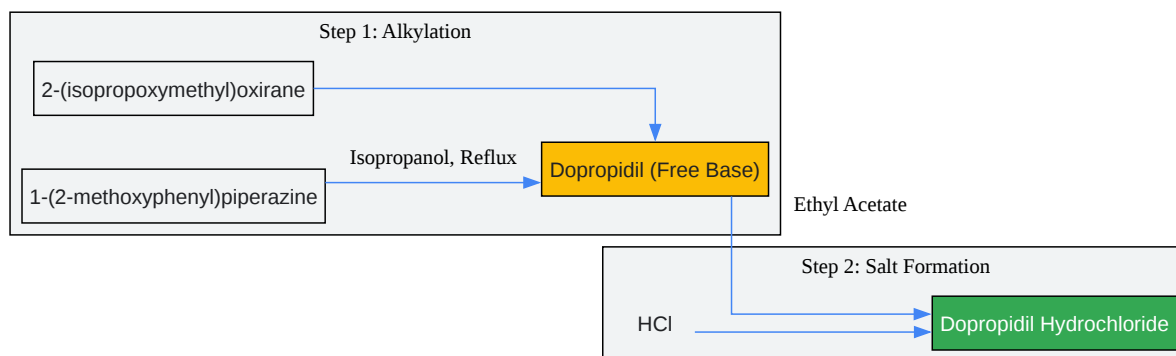 Step 1: Alkylation
2-(isopropoxymethyl)oxirane
Isopropanol, Reflux
1-(2-methoxyphenyl)piperazine
Dopropidil (Free Base)
Ethyl Acetate
Step 2: Salt Formation
HCl
Dopropidil Hydrochloride